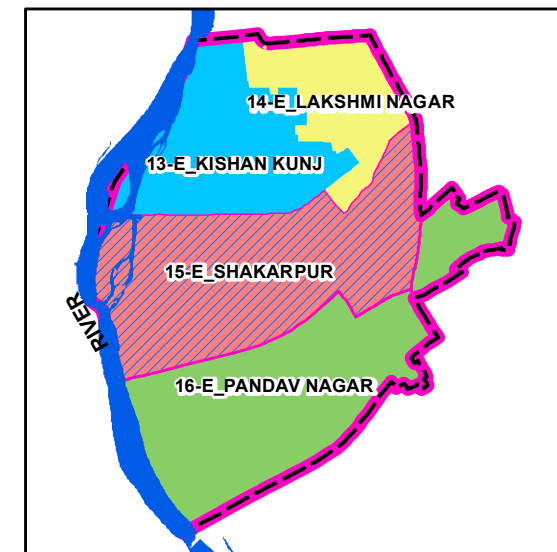 14-E_LAKSHMI NAGAR
13-E_KISHAN KUNJ
15-E_SHAKARPUR
RIVER
16-E_PANDAV NAGAR